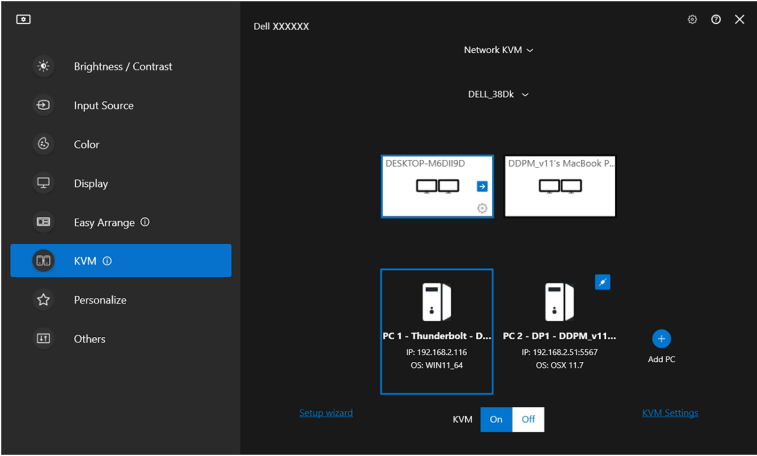 Dell XXXXXX
Network KVM
DELL_38Dk
Brightness / Contrast
Input Source
Color
Display
Easy Arrange
KVM
Personalize
Others
DESKTOP-M6DII9D
DDPM_v11's MacBook P...
PC 1 - Thunderbolt - D...
IP: 192.168.2.116
OS: WIN11_64
PC 2 - DP1 - DDPM_v11...
IP: 192.168.2.51:5567
OS: OSX 11.7
Add PC
Setup wizard
KVM
On
Off
KVM Settings